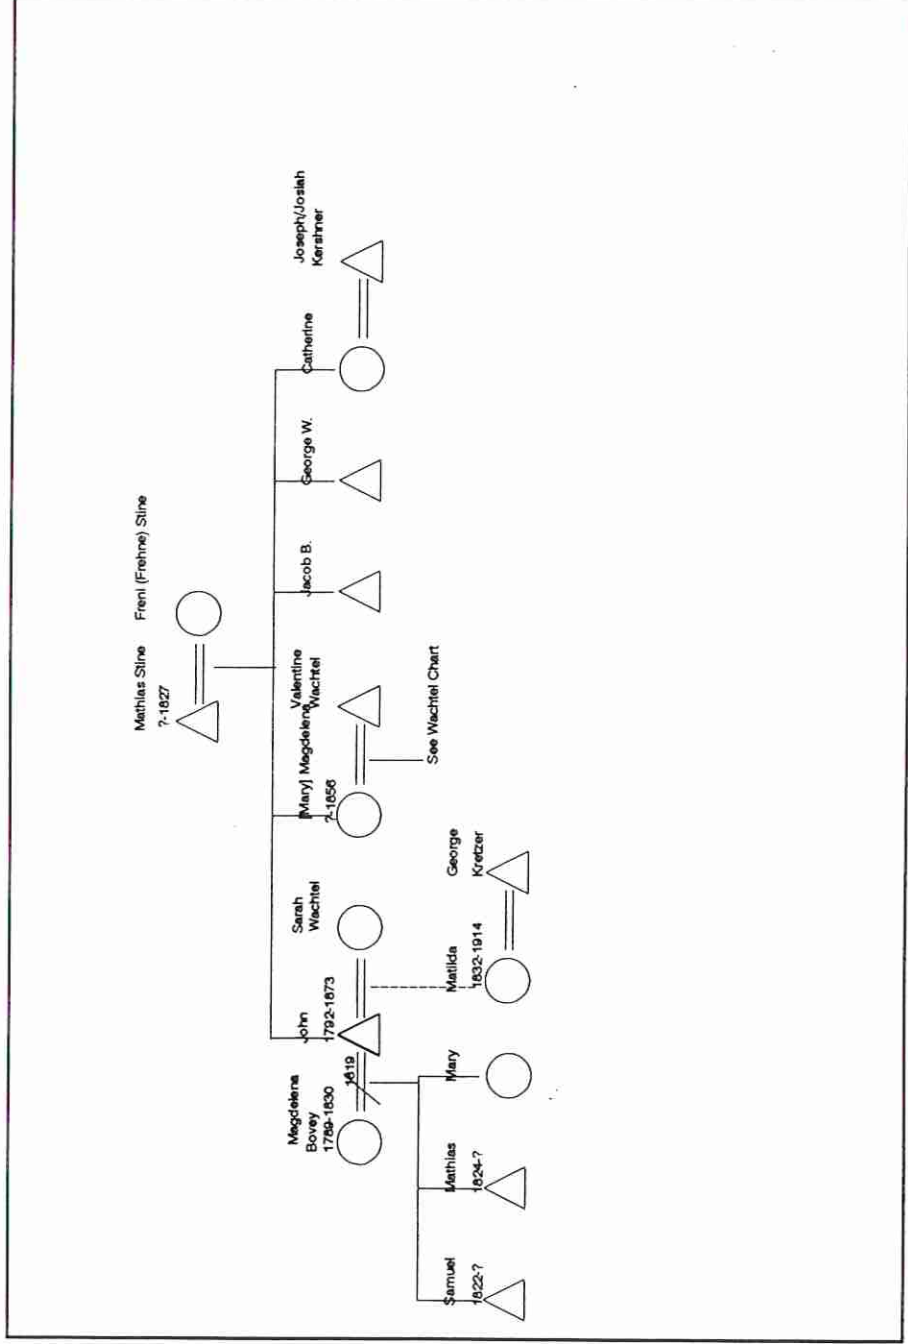 Mathias Stine
?-1827
Freni (Frehne) Stine
Magdelena
Bovey
1789-1830
1819
John
1792-1873
Sarah
Wachtel
[Mary] Magdelena
?-1856
Valentine
Wachtel
Jacob B.
George W.
Catherine
Joseph/Josiah
Kershner
See Wachtel Chart
Samuel
1822-?
Mathias
1824-?
Mary
Matilda
1832-1914
George
Kretzer